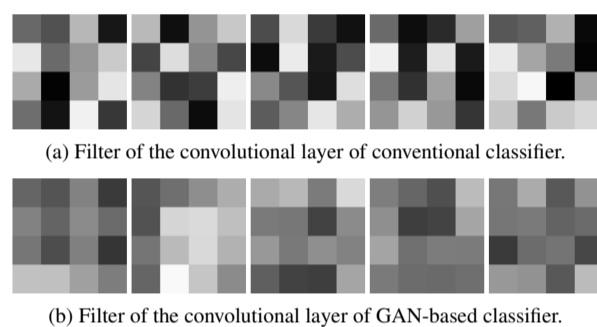 (a) Filter of the convolutional layer of conventional classifier.
(b) Filter of the convolutional layer of GAN-based classifier.